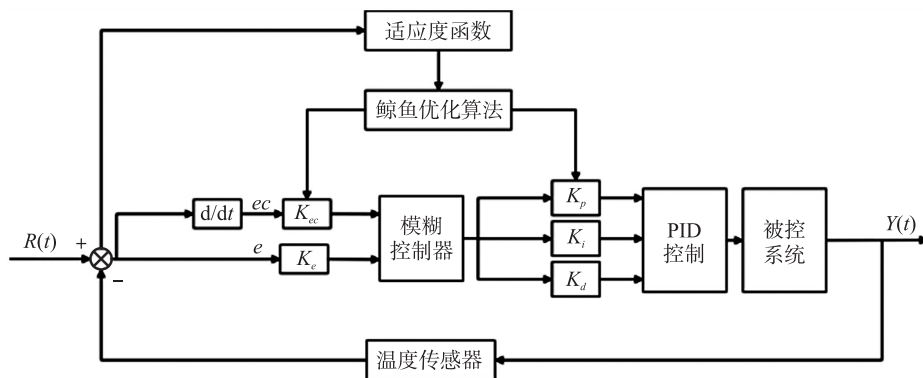 适应度函数
鲸鱼优化算法
d/dt
ec
K_ec
K_p
R(t)
+
−
e
K_e
模糊
控制器
K_i
K_d
PID
控制
被控
系统
Y(t)
温度传感器